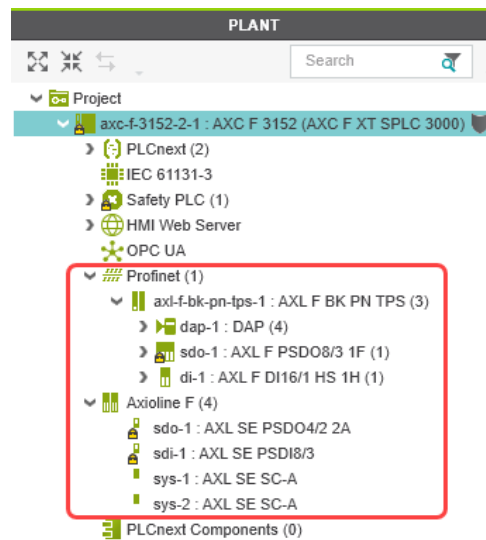 PLANT
Search
Project
axc-f-3152-2-1 : AXC F 3152 (AXC F XT SPLC 3000)
PLCnext (2)
IEC 61131-3
Safety PLC (1)
HMI Web Server
OPC UA
Profinet (1)
axl-f-bk-pn-tps-1 : AXL F BK PN TPS (3)
dap-1 : DAP (4)
sdo-1 : AXL F PSDO8/3 1F (1)
di-1 : AXL F DI16/1 HS 1H (1)
Axioline F (4)
sdo-1 : AXL SE PSDO4/2 2A
sdi-1 : AXL SE PSDI8/3
sys-1 : AXL SE SC-A
sys-2 : AXL SE SC-A
PLCnext Components (0)